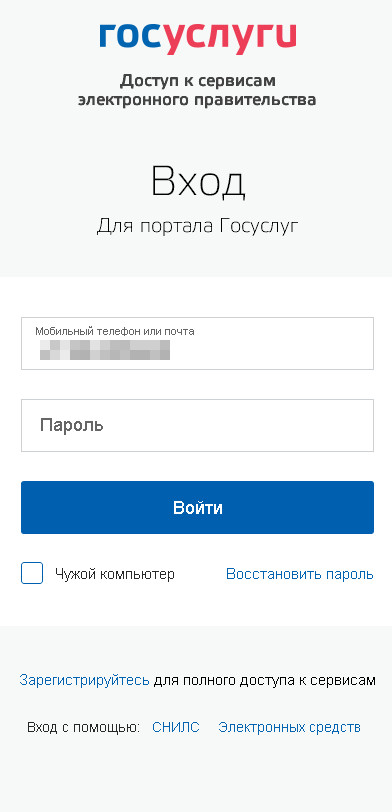 госуслуги
Доступ к сервисам
электронного правительства
Вход
Для портала Госуслуг
Мобильный телефон или почта
Пароль
Войти
Чужой компьютер Восстановить пароль
Зарегистрируйтесь для полного доступа к сервисам
Вход с помощью: СНИЛС Электронных средств